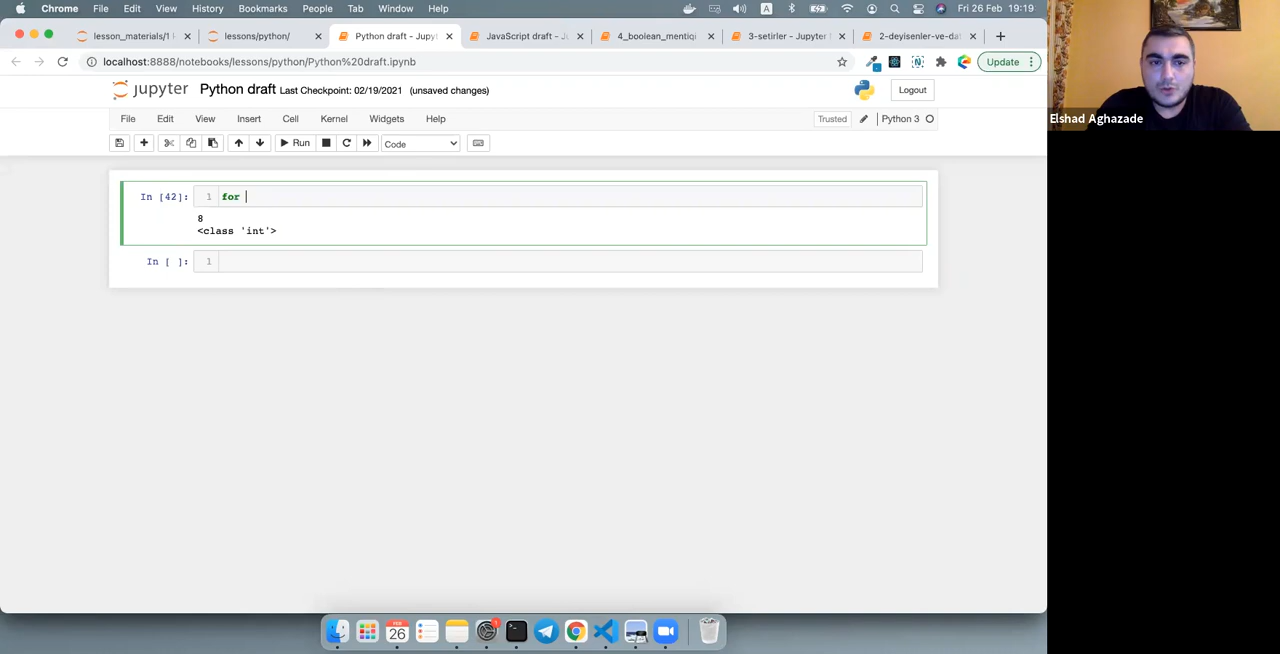 Chrome File Edit View History Bookmarks People Tab Window Help A Fri 26 Feb 19:19
lesson_materials/1 lessons/python/ Python draft - Jupyt JavaScript draft - Ju 4_boolean_mentiqi 3-setirler - Jupyter 2-deyisenler-ve-dat
localhost:8888/notebooks/lessons/python/Python%20draft.ipynb Update
jupyter Python draft Last Checkpoint: 02/19/2021 (unsaved changes) Logout
File Edit View Insert Cell Kernel Widgets Help Trusted Python 3
Run Code
In [42]: 1 for
8
<class 'int'>
In [ ]: 1
Elshad Aghazade
FEB
26
1